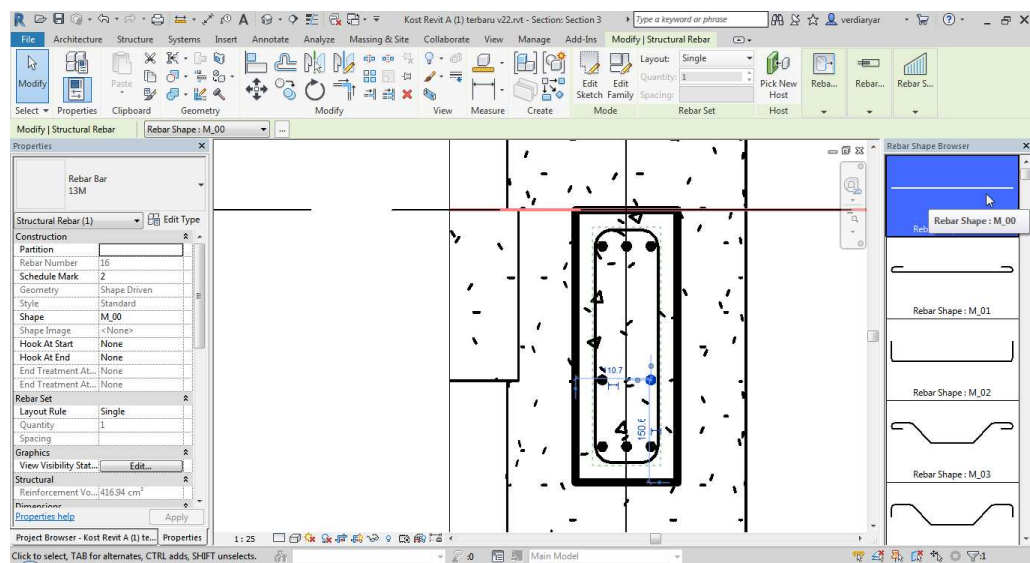 Kost Revit A (1) terbaru v22.rvt - Section: Section 3
Type a keyword or phrase
verdiaryar
File Architecture Structure Systems Insert Annotate Analyze Massing & Site Collaborate View Manage Add-Ins Modify | Structural Rebar
Modify
Properties
Paste
Edit Sketch
Edit Family
Layout: Single
Quantity: 1
Spacing:
Pick New Host
Reba...
Rebar...
Rebar S...
Select Properties Clipboard Geometry Modify View Measure Create Mode Rebar Set Host
Modify | Structural Rebar
Rebar Shape : M_00
...
Properties
Rebar Bar
13M
Structural Rebar (1)
Edit Type
Construction
Partition
Rebar Number 16
Schedule Mark 2
Geometry Shape Driven
Style Standard
Shape M_00
Shape Image <None>
Hook At Start None
Hook At End None
End Treatment At... None
End Treatment At... None
Rebar Set
Layout Rule Single
Quantity 1
Spacing
Graphics
View Visibility Stat... Edit...
Structural
Reinforcement Vo... 416.94 cm³
Dimensions
Properties help
Apply
Project Browser - Kost Revit A (1) te... Properties
110.7
150.6
2D
1 : 25
Rebar Shape Browser
Rebar Shape : M_00
Reb
Rebar Shape : M_01
Rebar Shape : M_02
Rebar Shape : M_03
Click to select, TAB for alternates, CTRL adds, SHIFT unselects.
:0
Main Model
:1